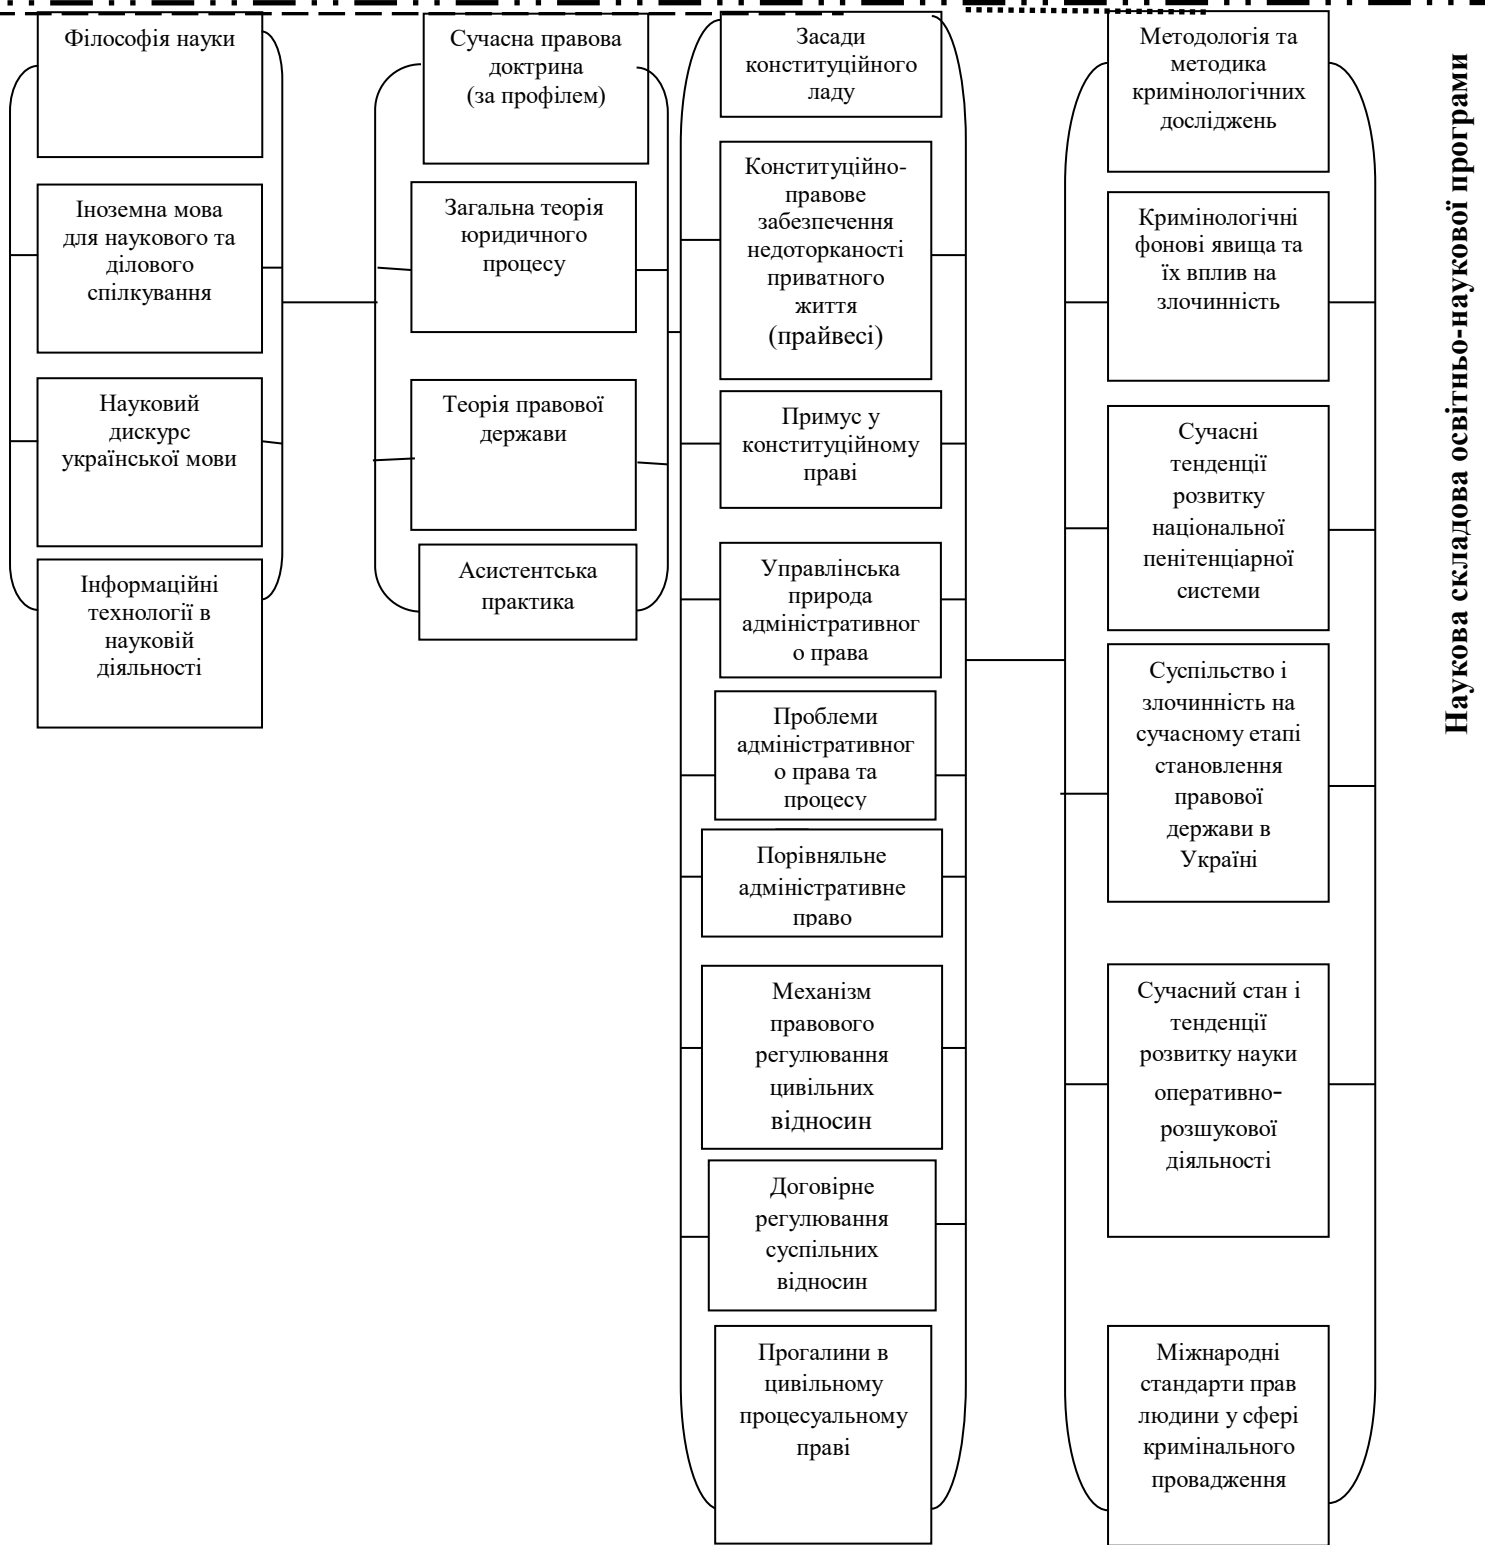 Філософія науки
Іноземна мова
для наукового та
ділового
спілкування
Науковий
дискурс
української мови
Інформаційні
технології в
науковій
діяльності
Сучасна правова
доктрина
(за профілем)
Загальна теорія
юридичного
процесу
Теорія правової
держави
Асистентська
практика
Засади
конституційного
ладу
Конституційно-
правове
забезпечення
недоторканості
приватного
життя
(прайвесі)
Примус у
конституційному
праві
Управлінська
природа
адміністративног
о права
Проблеми
адміністративног
о права та
процесу
Порівняльне
адміністративне
право
Механізм
правового
регулювання
цивільних
відносин
Договірне
регулювання
суспільних
відносин
Прогалини в
цивільному
процесуальному
праві
Методологія та
методика
кримінологічних
досліджень
Кримінологічні
фонові явища та
їх вплив на
злочинність
Сучасні
тенденції
розвитку
національної
пенітенціарної
системи
Суспільство і
злочинність на
сучасному етапі
становлення
правової
держави в
Україні
Сучасний стан і
тенденції
розвитку науки
оперативно-
розшукової
діяльності
Міжнародні
стандарти прав
людини у сфері
кримінального
провадження
Наукова складова освітньо-наукової програми